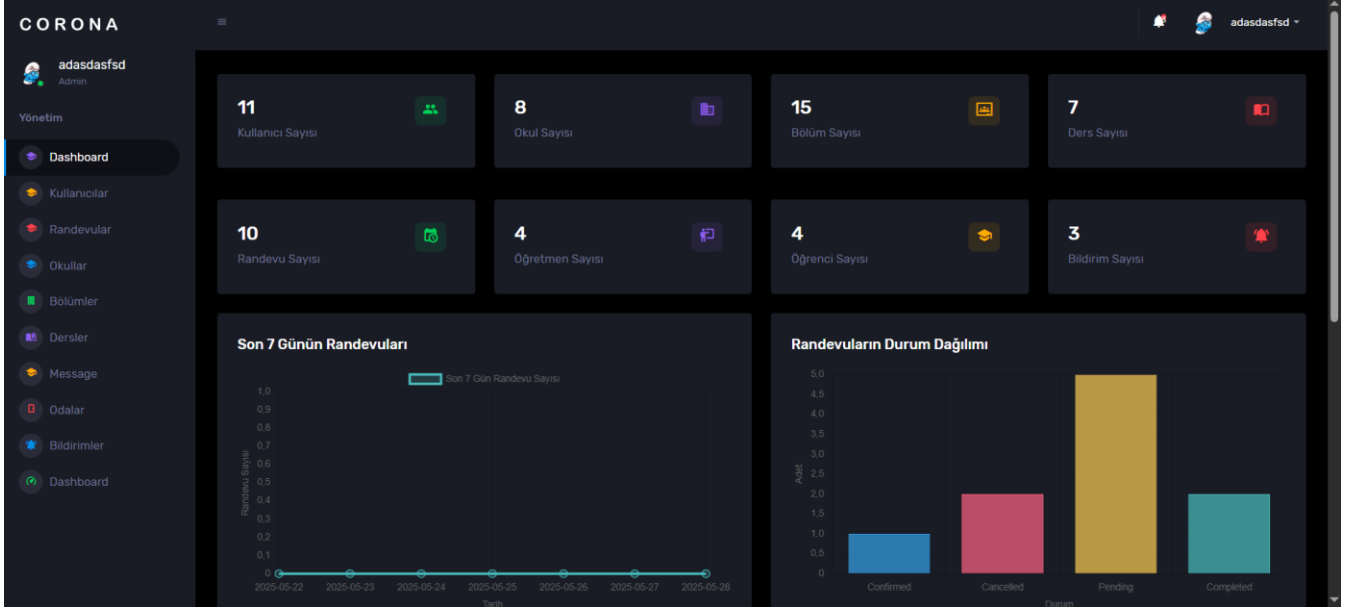 CORONA
adasdasfsd
adasdasfsd
Admin
Yönetim
Dashboard
Kullanıcılar
Randevular
Okullar
Bölümler
Dersler
Message
Odalar
Bildirimler
Dashboard
11
Kullanıcı Sayısı
8
Okul Sayısı
15
Bölüm Sayısı
7
Ders Sayısı
10
Randevu Sayısı
4
Öğretmen Sayısı
4
Öğrenci Sayısı
3
Bildirim Sayısı
Son 7 Günün Randevuları
Son 7 Gün Randevu Sayısı
Randevu Sayısı
1,0
0,9
0,8
0,7
0,6
0,5
0,4
0,3
0,2
0,1
0
2025-05-22 2025-05-23 2025-05-24 2025-05-25 2025-05-26 2025-05-27 2025-05-28
Tarih
Randevuların Durum Dağılımı
Adet
5,0
4,5
4,0
3,5
3,0
2,5
2,0
1,5
1,0
0,5
0
Confirmed Cancelled Pending Completed
Durum